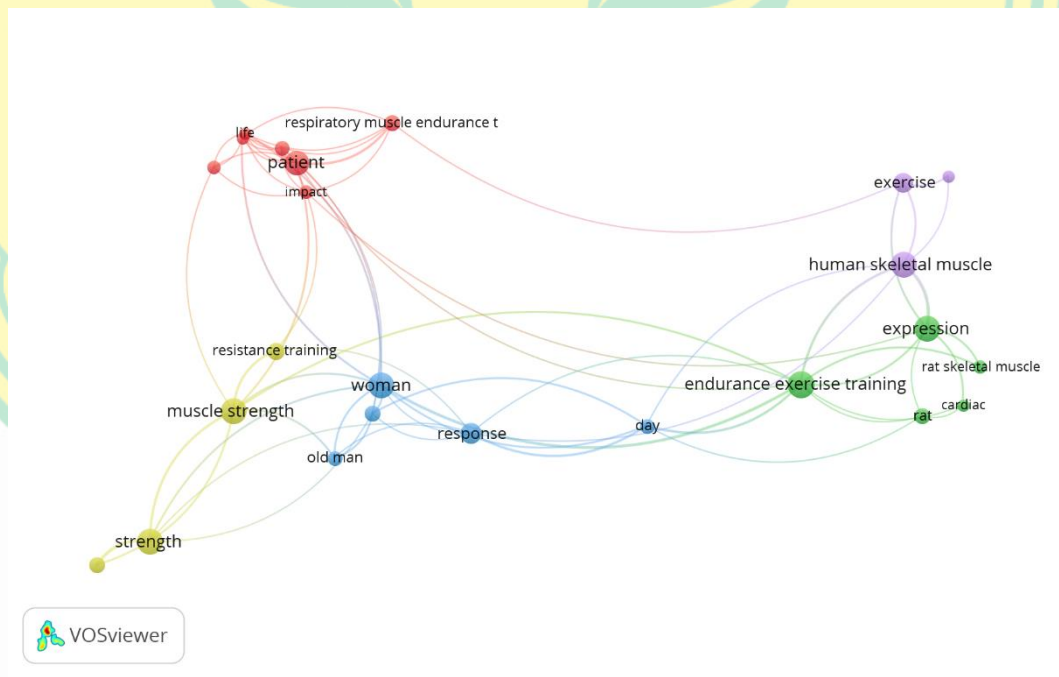 life
respiratory muscle endurance t
patient
impact
exercise
human skeletal muscle
expression
rat skeletal muscle
resistance training
endurance exercise training
woman
cardiac
muscle strength
rat
response
day
old man
strength
VOSviewer